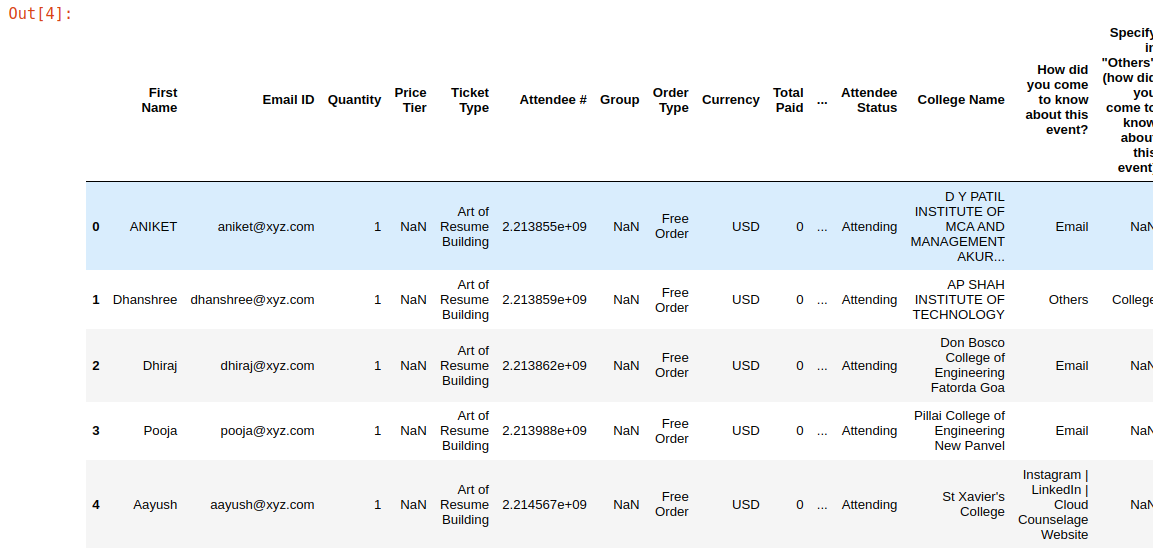 Out[4]:
First Name Email ID Quantity Price Tier Ticket Type Attendee # Group Order Type Currency Total Paid ... Attendee Status College Name How did you come to know about this event? Specify in "Others" (how did you come to know about this event)
0 ANIKET aniket@xyz.com 1 NaN Art of Resume Building 2.213855e+09 NaN Free Order USD 0 ... Attending D Y PATIL INSTITUTE OF MCA AND MANAGEMENT AKUR... Email NaN
1 Dhanshree dhanshree@xyz.com 1 NaN Art of Resume Building 2.213859e+09 NaN Free Order USD 0 ... Attending AP SHAH INSTITUTE OF TECHNOLOGY Others College
2 Dhiraj dhiraj@xyz.com 1 NaN Art of Resume Building 2.213862e+09 NaN Free Order USD 0 ... Attending Don Bosco College of Engineering Fatorda Goa Email NaN
3 Pooja pooja@xyz.com 1 NaN Art of Resume Building 2.213988e+09 NaN Free Order USD 0 ... Attending Pillai College of Engineering New Panvel Email NaN
4 Aayush aayush@xyz.com 1 NaN Art of Resume Building 2.214567e+09 NaN Free Order USD 0 ... Attending St Xavier's College Instagram | LinkedIn | Cloud Counselage Website NaN